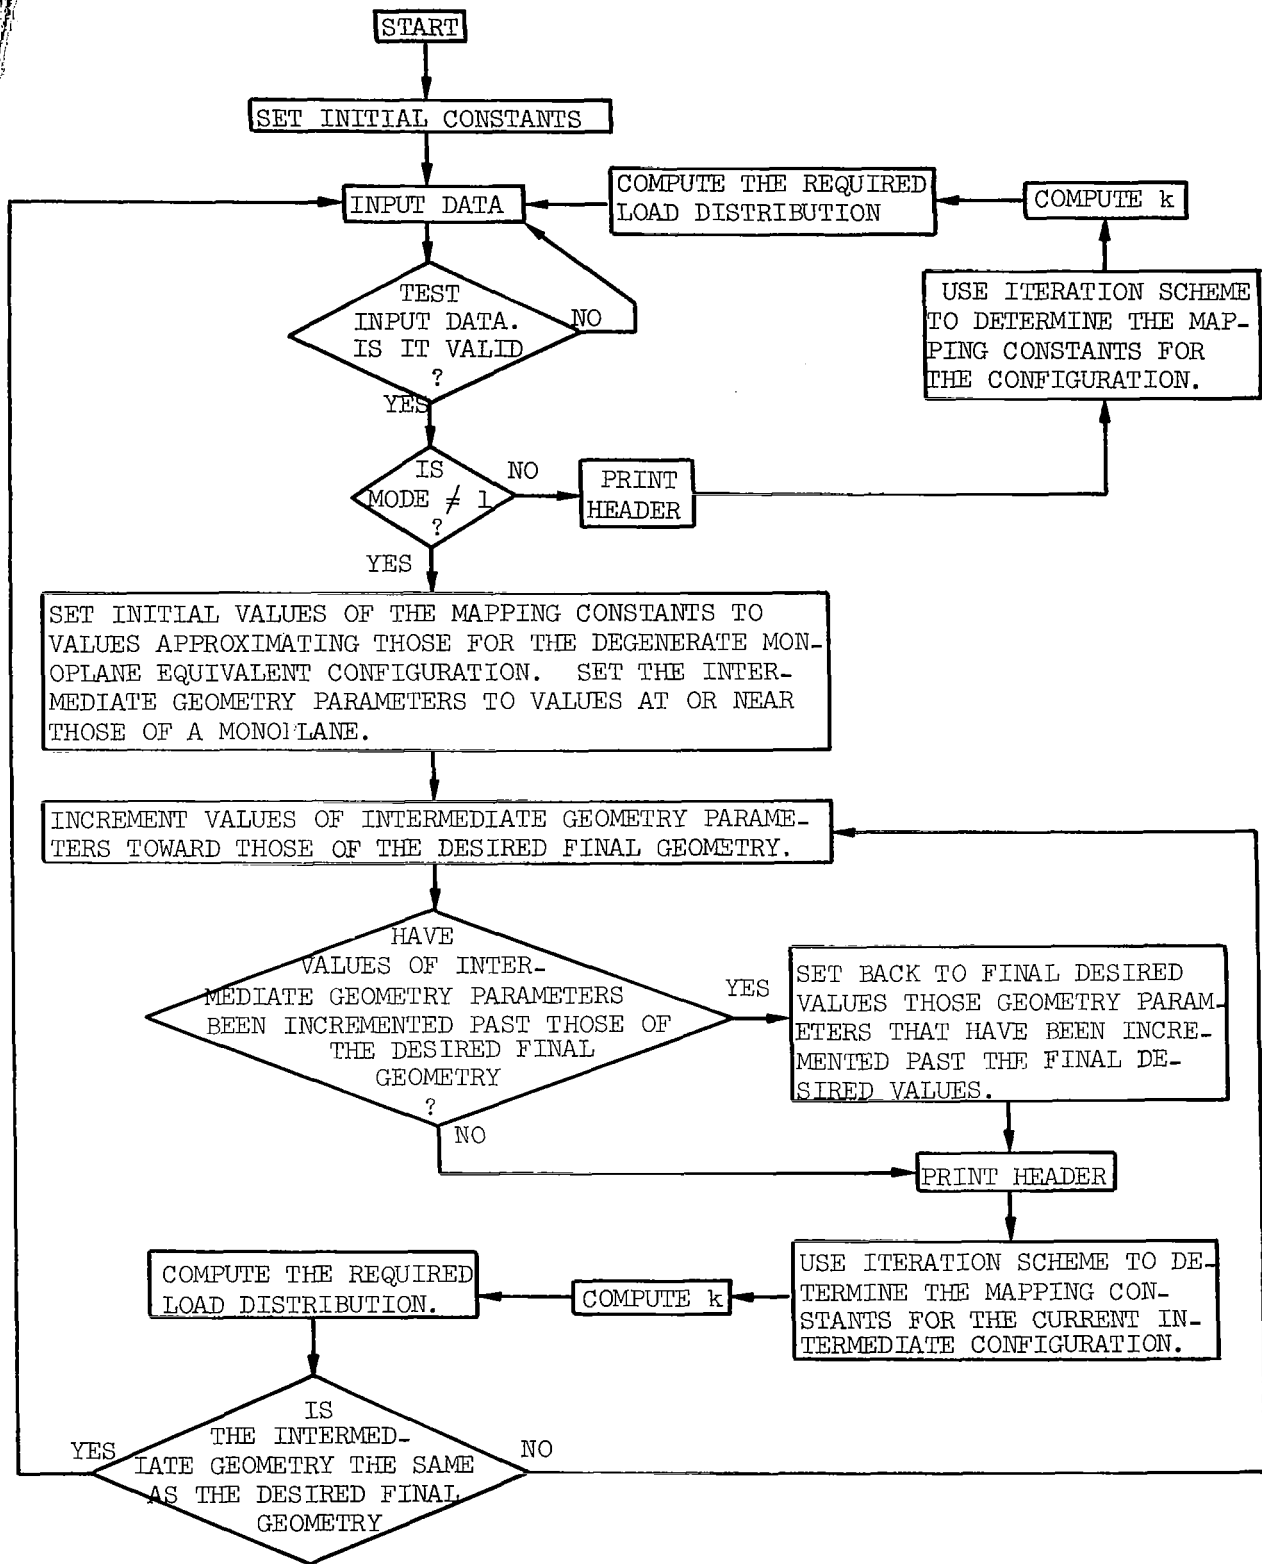 START
SET INITIAL CONSTANTS
INPUT DATA
COMPUTE THE REQUIRED
LOAD DISTRIBUTION
COMPUTE k
USE ITERATION SCHEME
TO DETERMINE THE MAP-
PING CONSTANTS FOR
THE CONFIGURATION.
TEST
INPUT DATA.
IS IT VALID
?
NO
YES
IS
MODE ≠ 1
?
NO
PRINT
HEADER
YES
SET INITIAL VALUES OF THE MAPPING CONSTANTS TO
VALUES APPROXIMATING THOSE FOR THE DEGENERATE MON-
OPLANE EQUIVALENT CONFIGURATION. SET THE INTER-
MEDIATE GEOMETRY PARAMETERS TO VALUES AT OR NEAR
THOSE OF A MONOPLANE.
INCREMENT VALUES OF INTERMEDIATE GEOMETRY PARAME-
TERS TOWARD THOSE OF THE DESIRED FINAL GEOMETRY.
HAVE
VALUES OF INTER-
MEDIATE GEOMETRY PARAMETERS
BEEN INCREMENTED PAST THOSE OF
THE DESIRED FINAL
GEOMETRY
?
YES
NO
SET BACK TO FINAL DESIRED
VALUES THOSE GEOMETRY PARAM-
ETERS THAT HAVE BEEN INCRE-
MENTED PAST THE FINAL DE-
SIRED VALUES.
PRINT HEADER
USE ITERATION SCHEME TO DE-
TERMINE THE MAPPING CON-
STANTS FOR THE CURRENT IN-
TERMEDIATE CONFIGURATION.
COMPUTE k
COMPUTE THE REQUIRED
LOAD DISTRIBUTION.
IS
THE INTERMED-
IATE GEOMETRY THE SAME
AS THE DESIRED FINAL
GEOMETRY
YES
NO